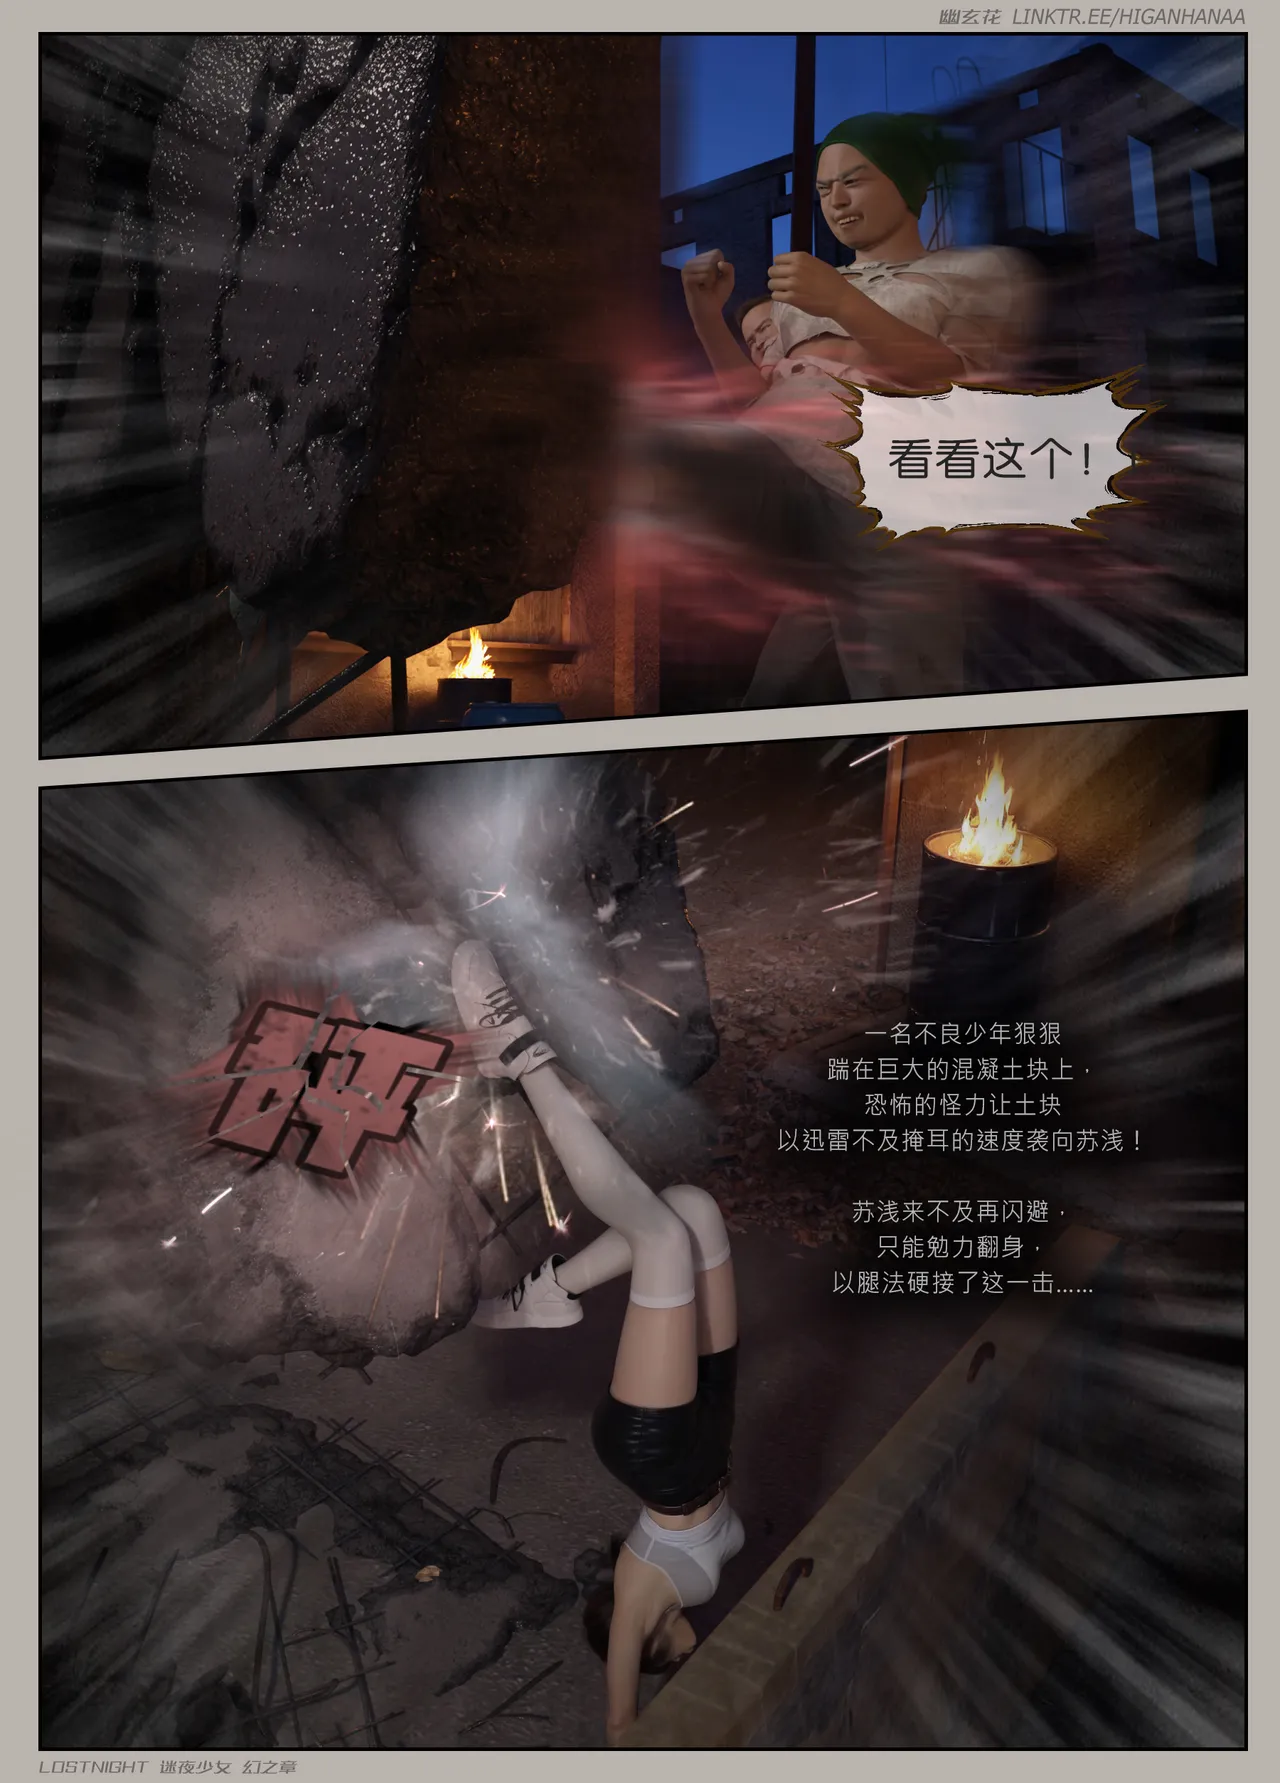 幽玄花 LINKTR.EE/HIGANHANAA
看看这个!
砰
一名不良少年狠狠
踹在巨大的混凝土块上，
恐怖的怪力让土块
以迅雷不及掩耳的速度袭向苏浅！
苏浅来不及再闪避，
只能勉力翻身，
以腿法硬接了这一击……
LOSTNIGHT 迷夜少女 幻之章